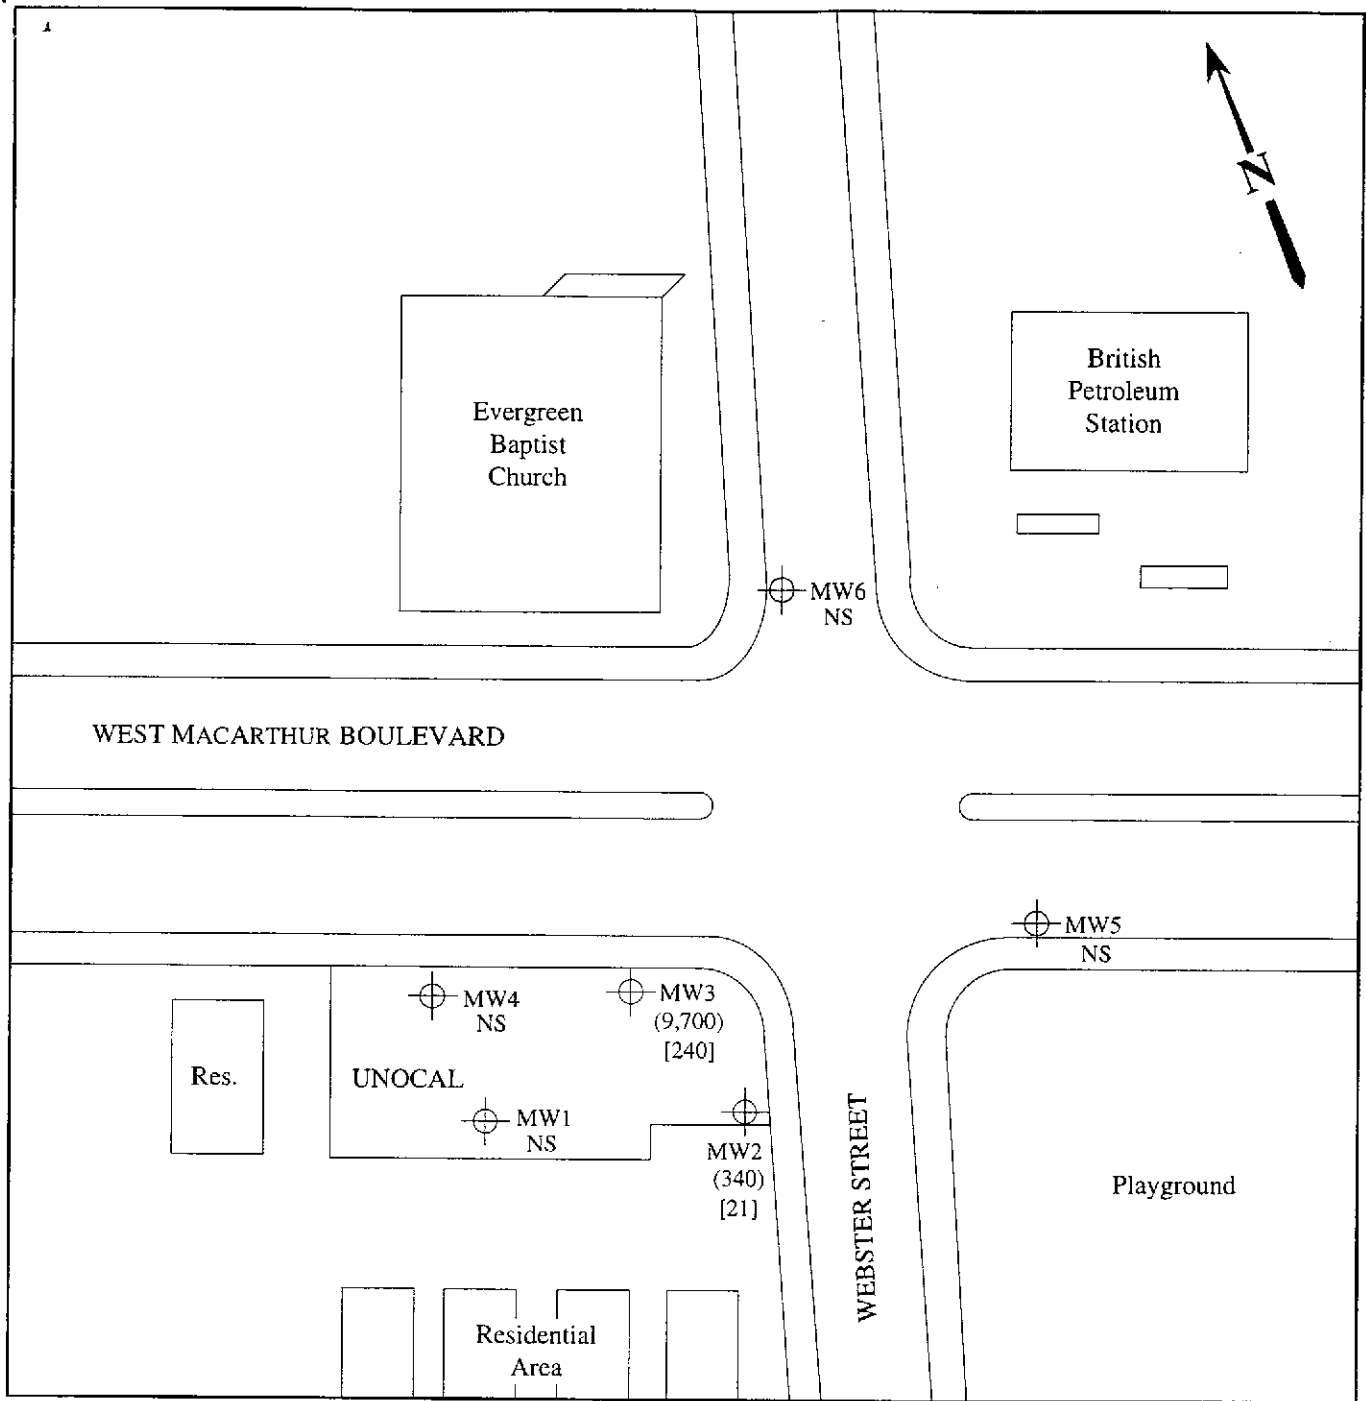 N
British
Petroleum
Station
Evergreen
Baptist
Church
MW6
NS
WEST MACARTHUR BOULEVARD
MW5
NS
MW4
NS
MW3
(9,700)
[240]
Res.
UNOCAL
MW1
NS
MW2
(340)
[21]
WEBSTER STREET
Playground
Residential
Area